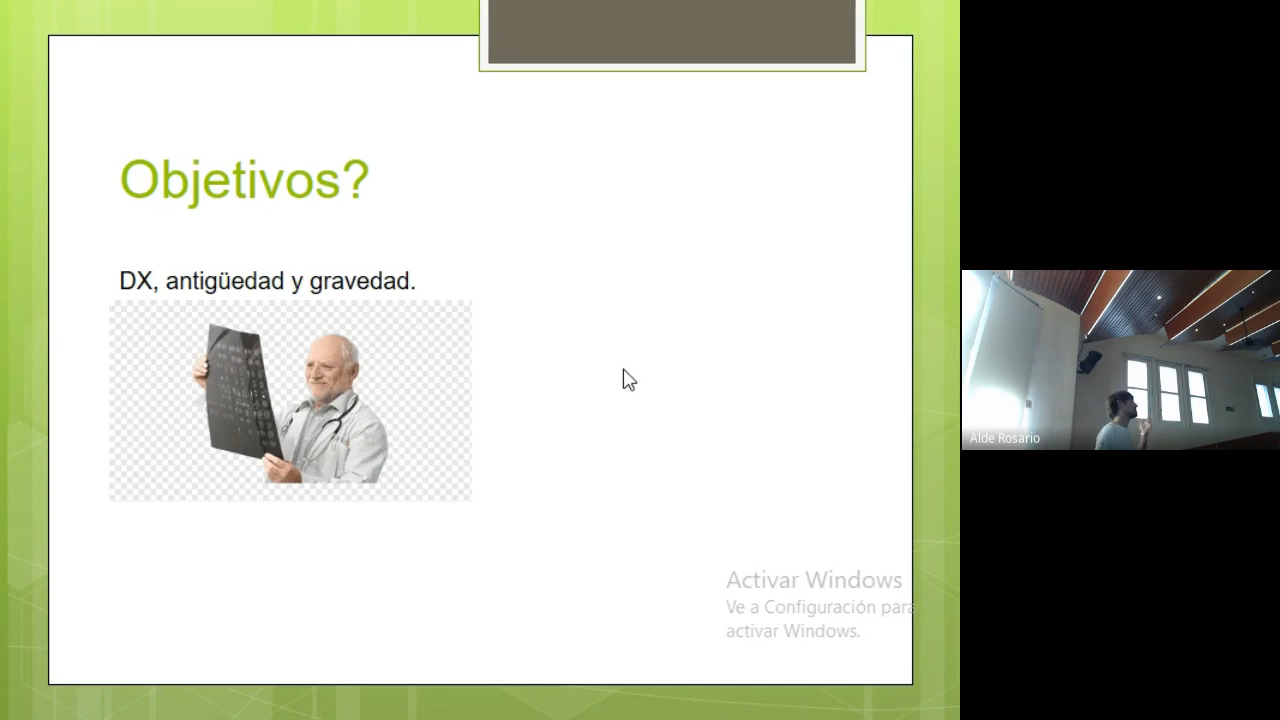 Objetivos?
DX, antigüedad y gravedad.
Activar Windows
Ve a Configuración para
activar Windows.
Alde Rosario